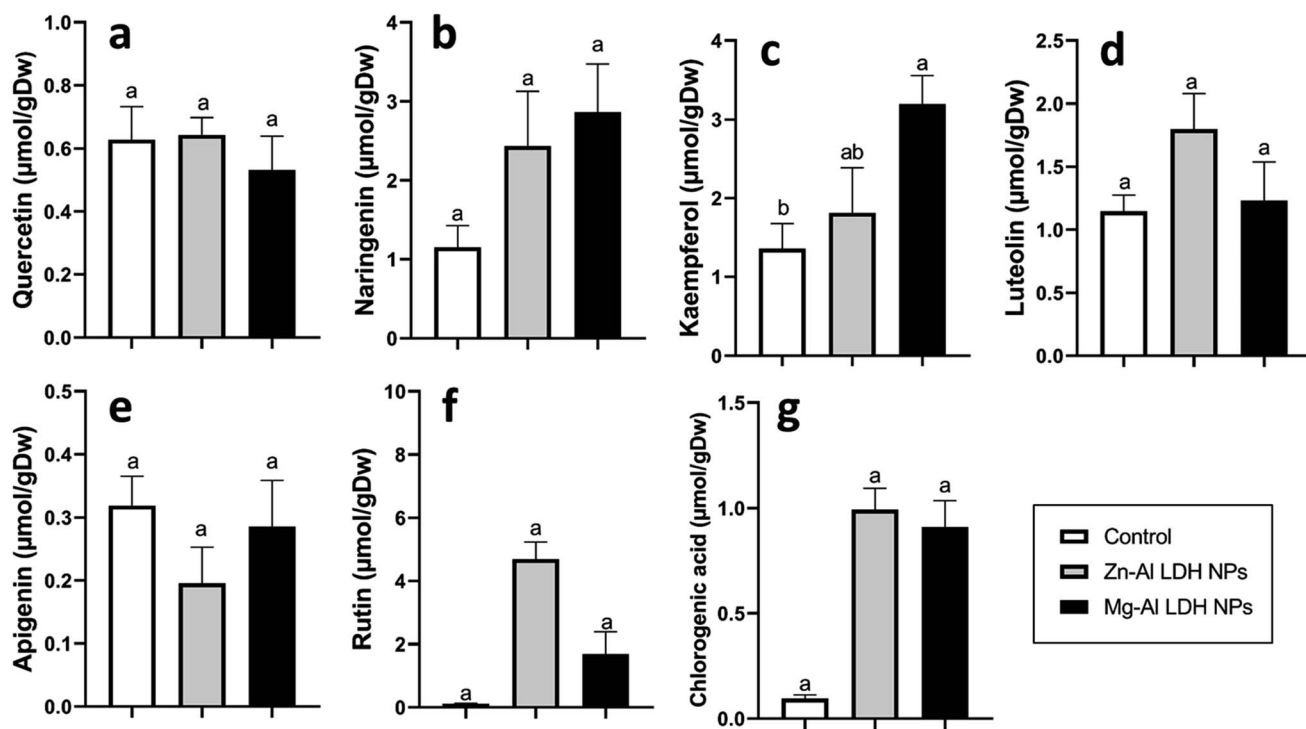 a
Quercetin (µmol/gDw)
1.0
0.8
0.6
0.4
0.2
0.0
a
a
a
b
Naringenin (µmol/gDw)
4
3
2
1
0
a
a
a
c
Kaempferol (µmol/gDw)
4
3
2
1
0
b
ab
a
d
Luteolin (µmol/gDw)
2.5
2.0
1.5
1.0
0.5
0.0
a
a
a
e
Apigenin (µmol/gDw)
0.5
0.4
0.3
0.2
0.1
0.0
a
a
a
f
Rutin (µmol/gDw)
10
8
6
4
2
0
a
a
a
g
Chlorogenic acid (µmol/gDw)
1.5
1.0
0.5
0.0
a
a
a
Control
Zn-Al LDH NPs
Mg-Al LDH NPs